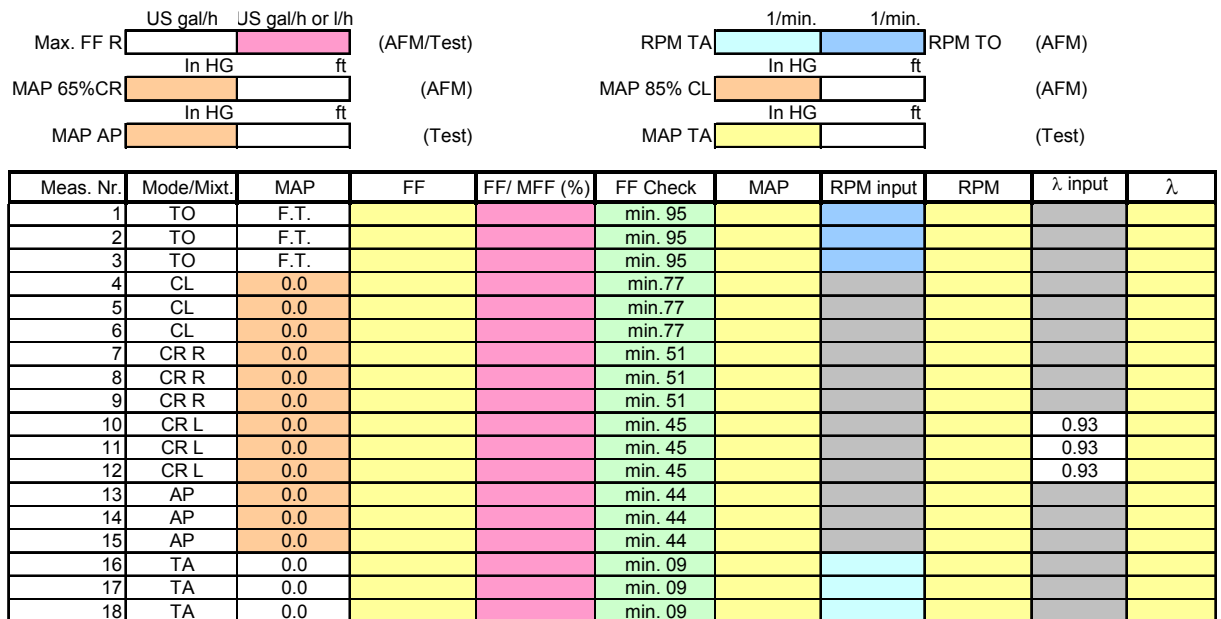 US gal/h US gal/h or l/h 1/min. 1/min.
Max. FF R (AFM/Test) RPM TA RPM TO (AFM)
In HG ft In HG ft
MAP 65%CR (AFM) MAP 85% CL (AFM)
In HG ft In HG ft
MAP AP (Test) MAP TA (Test)
Meas. Nr. Mode/Mixt. MAP FF FF/ MFF (%) FF Check MAP RPM input RPM λ input λ
1 TO F.T. min. 95
2 TO F.T. min. 95
3 TO F.T. min. 95
4 CL 0.0 min.77
5 CL 0.0 min.77
6 CL 0.0 min.77
7 CR R 0.0 min. 51
8 CR R 0.0 min. 51
9 CR R 0.0 min. 51
10 CR L 0.0 min. 45 0.93
11 CR L 0.0 min. 45 0.93
12 CR L 0.0 min. 45 0.93
13 AP 0.0 min. 44
14 AP 0.0 min. 44
15 AP 0.0 min. 44
16 TA 0.0 min. 09
17 TA 0.0 min. 09
18 TA 0.0 min. 09